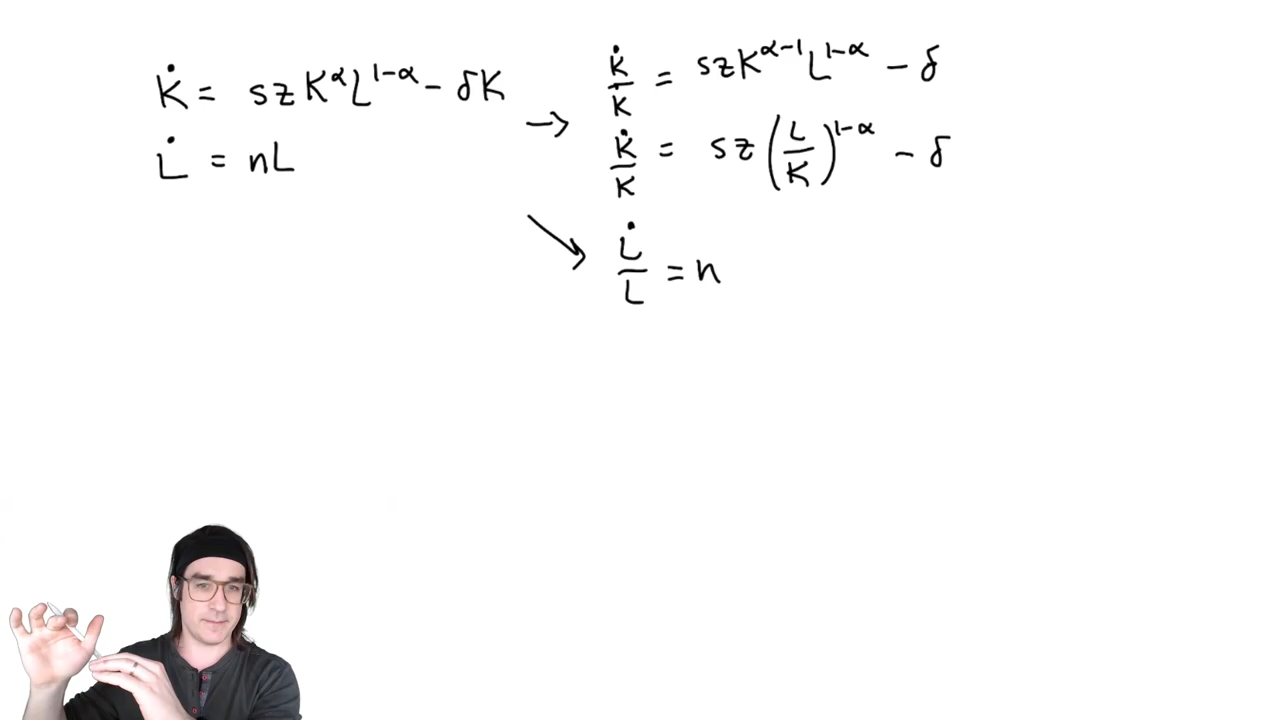 K̇ = szK^α L^{1-α} - δK
L̇ = nL
→
K̇/K = szK^{α-1} L^{1-α} - δ
K̇/K = sz(L/K)^{1-α} - δ
L̇/L = n